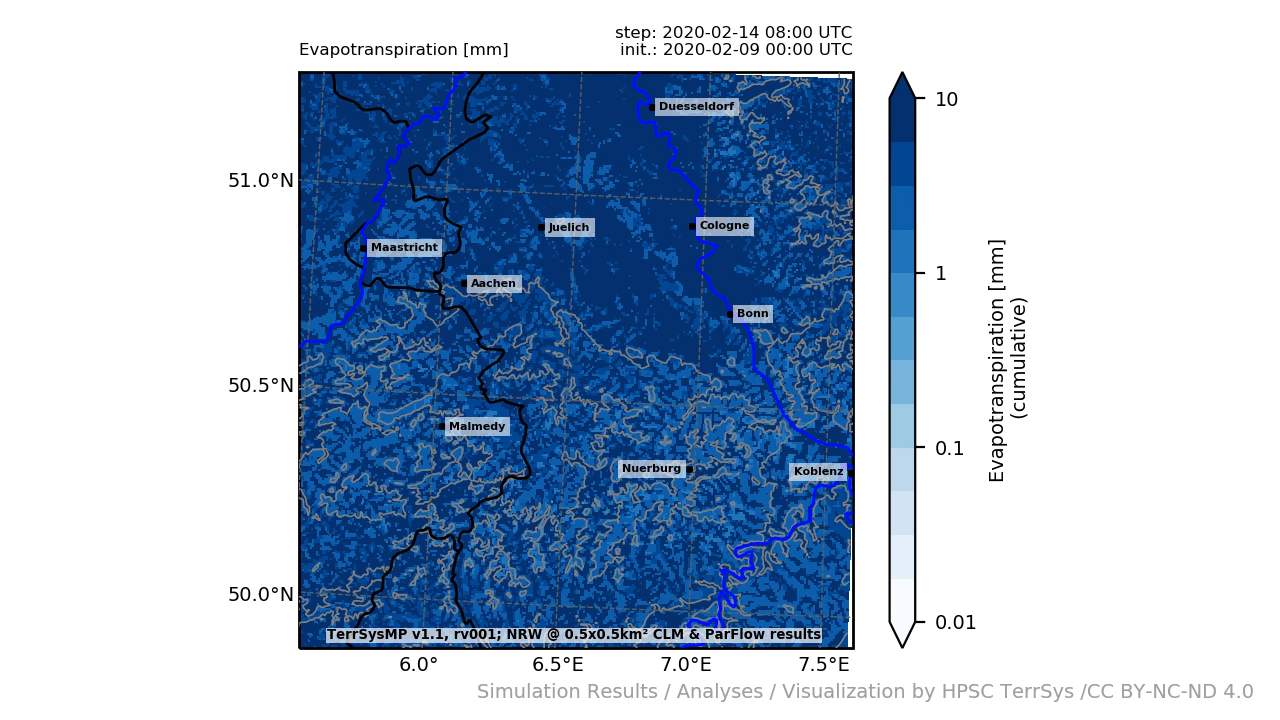 step: 2020-02-14 08:00 UTC
Evapotranspiration [mm]
init.: 2020-02-09 00:00 UTC
Duesseldorf
Juelich
Cologne
Maastricht
Aachen
Bonn
Malmedy
Nuerburg
Koblenz
51.0°N
50.5°N
50.0°N
TerrSysMP v1.1, rv001; NRW @ 0.5x0.5km² CLM & ParFlow results
6.0°
6.5°E
7.0°E
7.5°E
10
1
0.1
0.01
Evapotranspiration [mm]
(cumulative)
Simulation Results / Analyses / Visualization by HPSC TerrSys /CC BY-NC-ND 4.0